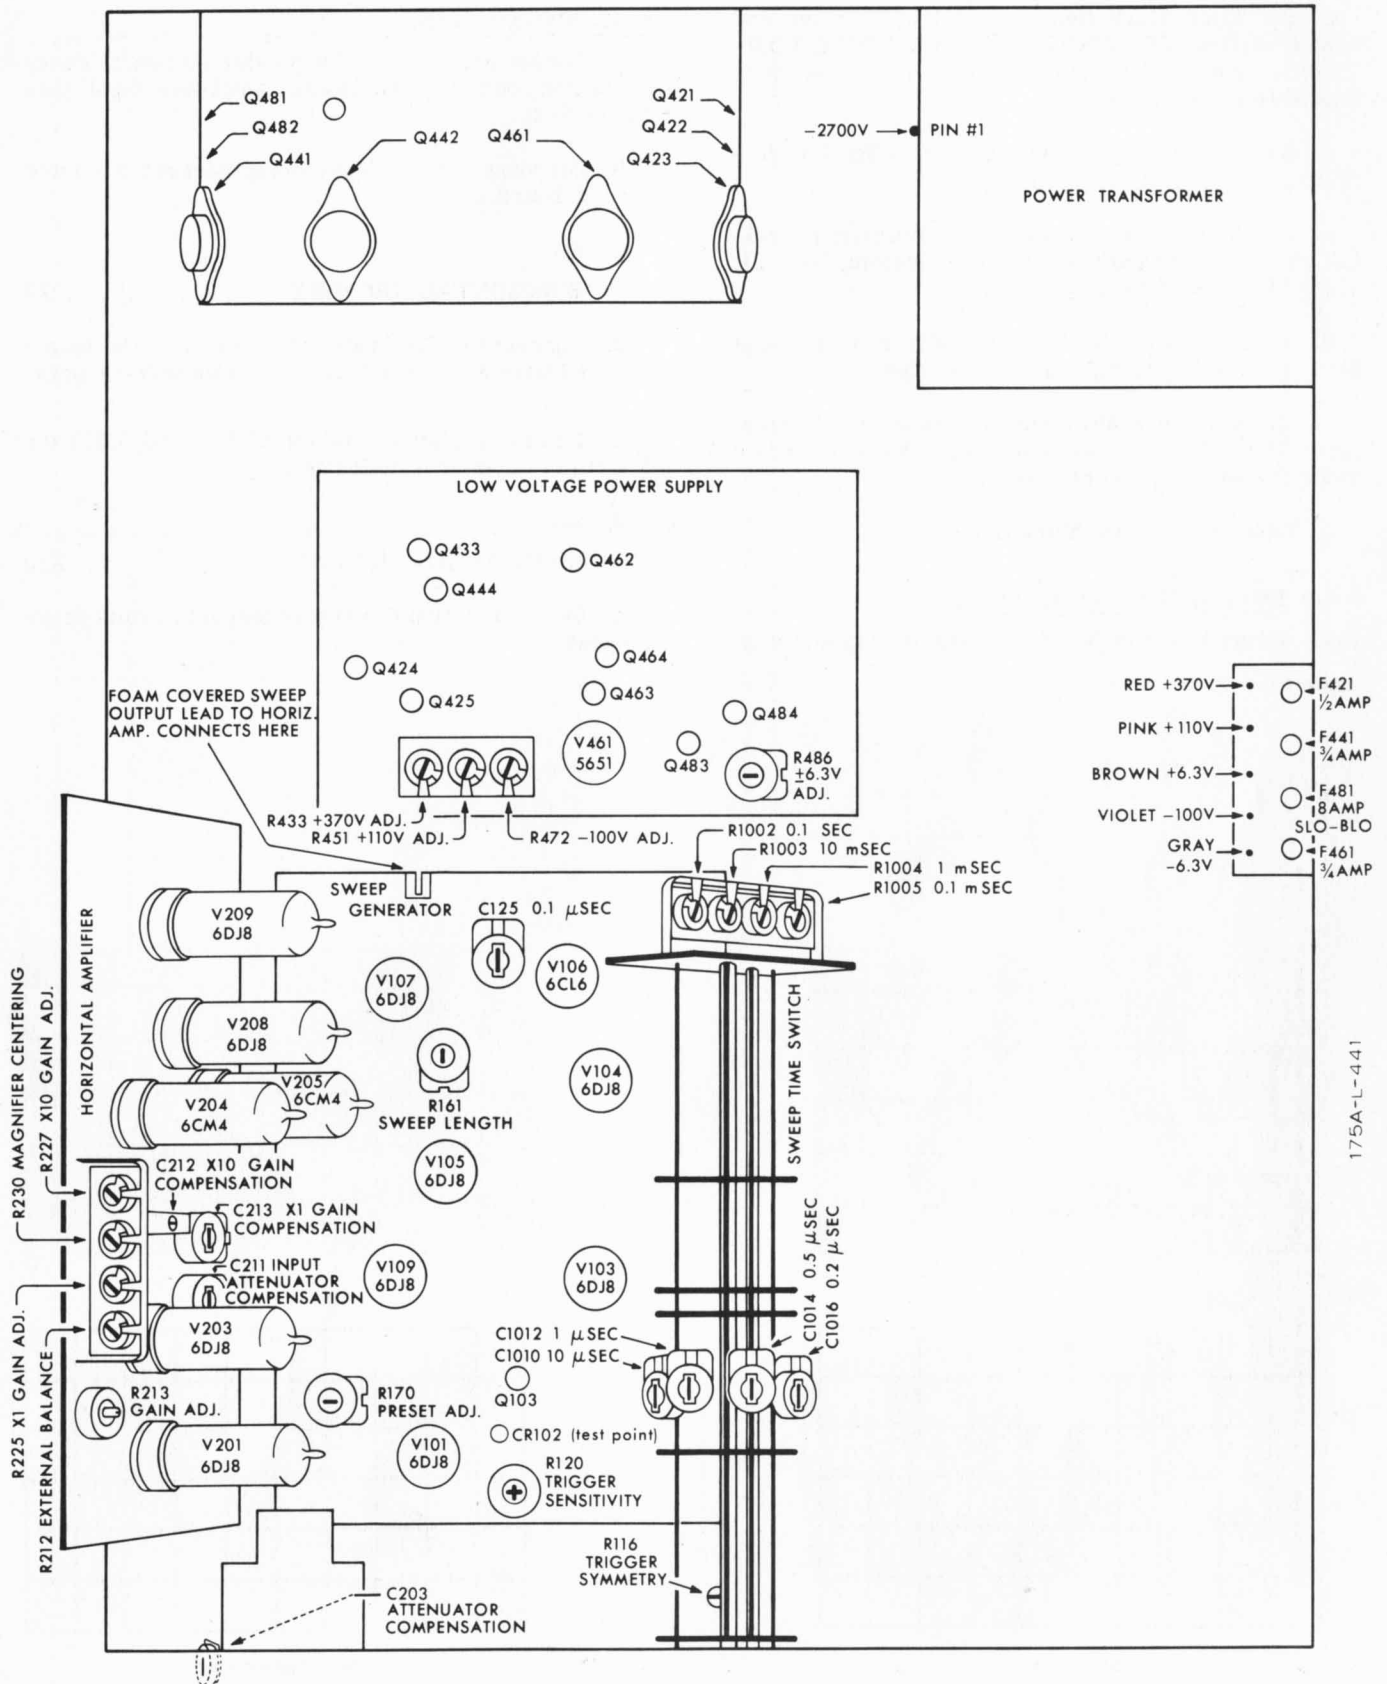 Q481
Q482
Q441
Q442
Q461
Q421
Q422
Q423
-2700V
PIN #1
POWER TRANSFORMER
LOW VOLTAGE POWER SUPPLY
Q433
Q462
Q444
Q424
Q464
Q425
Q463
Q484
V461
5651
Q483
R486
±6.3V
ADJ.
FOAM COVERED SWEEP
OUTPUT LEAD TO HORIZ.
AMP. CONNECTS HERE
R433 +370V ADJ.
R451 +110V ADJ.
R472 -100V ADJ.
RED +370V
PINK +110V
BROWN +6.3V
VIOLET -100V
GRAY
-6.3V
F421
½AMP
F441
¾AMP
F481
8AMP
SLO-BLO
F461
¾AMP
R1002 0.1 SEC
R1003 10 mSEC
R1004 1 mSEC
R1005 0.1 mSEC
SWEEP
GENERATOR
C125 0.1 µSEC
HORIZONTAL AMPLIFIER
V209
6DJ8
V107
6DJ8
V106
6CL6
V208
6DJ8
V205
6CM4
V204
6CM4
V104
6DJ8
R161
SWEEP LENGTH
V105
6DJ8
SWEEP TIME SWITCH
R227 X10 GAIN ADJ.
R230 MAGNIFIER CENTERING
R225 X1 GAIN ADJ.
R212 EXTERNAL BALANCE
C212 X10 GAIN
COMPENSATION
C213 X1 GAIN
COMPENSATION
C211 INPUT
ATTENUATOR
COMPENSATION
V109
6DJ8
V103
6DJ8
V203
6DJ8
C1014 0.5 µSEC
C1016 0.2 µSEC
C1012 1 µSEC
C1010 10 µSEC
Q103
R213
GAIN ADJ.
R170
PRESET ADJ.
V201
6DJ8
V101
6DJ8
CR102 (test point)
R120
TRIGGER
SENSITIVITY
R116
TRIGGER
SYMMETRY
C203
ATTENUATOR
COMPENSATION
175A-L-441